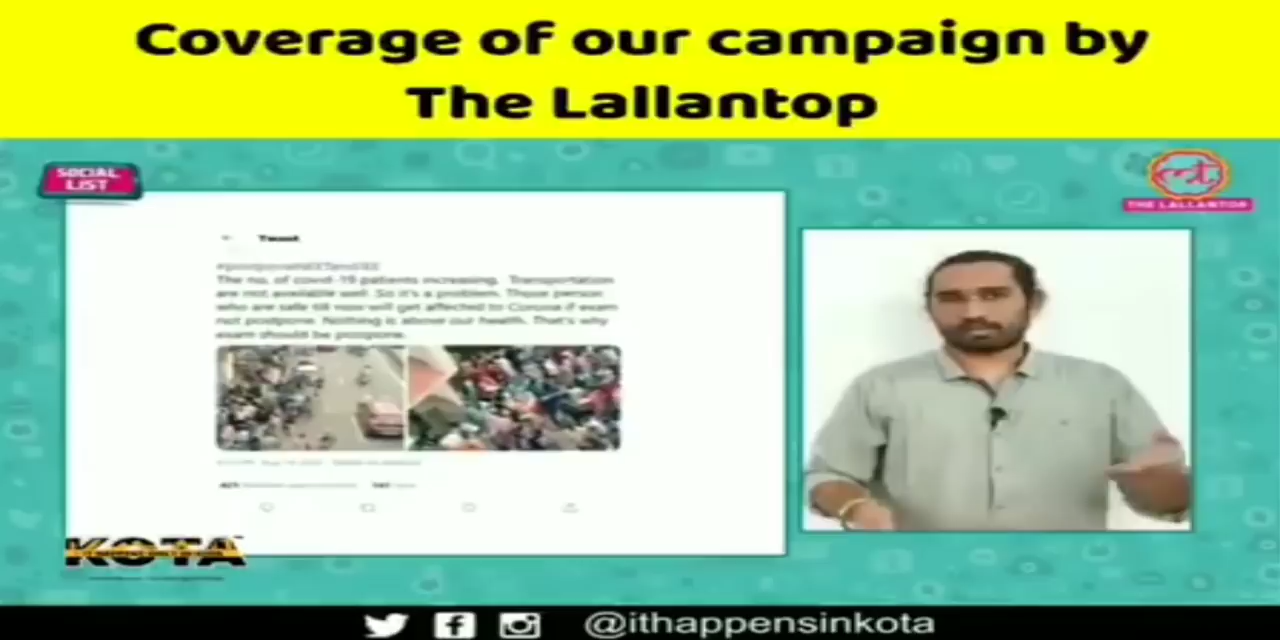 Coverage of our campaign by
The Lallantop
SOCIAL
LIST
THE LALLANTOP
Tweet
The no. of covid-19 patients increasing. Transportation
are not available well. So it's a problem. Those person
who are safe till now will get affected to Corona if exam
not postpone. Nothing is above our health. That's why
exam should be postpone.
KOTA
@ithappensinkota